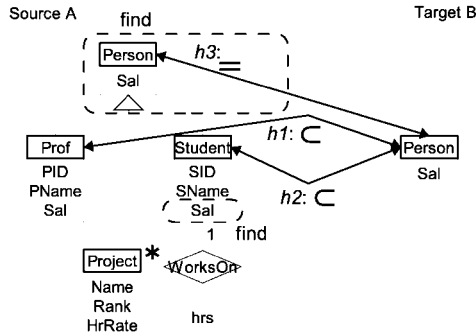 Source A
Target B
find
Person
Sal
h3: =
Prof
PID
PName
Sal
Student
SID
SName
Sal
h1: ⊂
h2: ⊂
Person
Sal
1 find
Project *
WorksOn
Name
Rank
HrRate
hrs